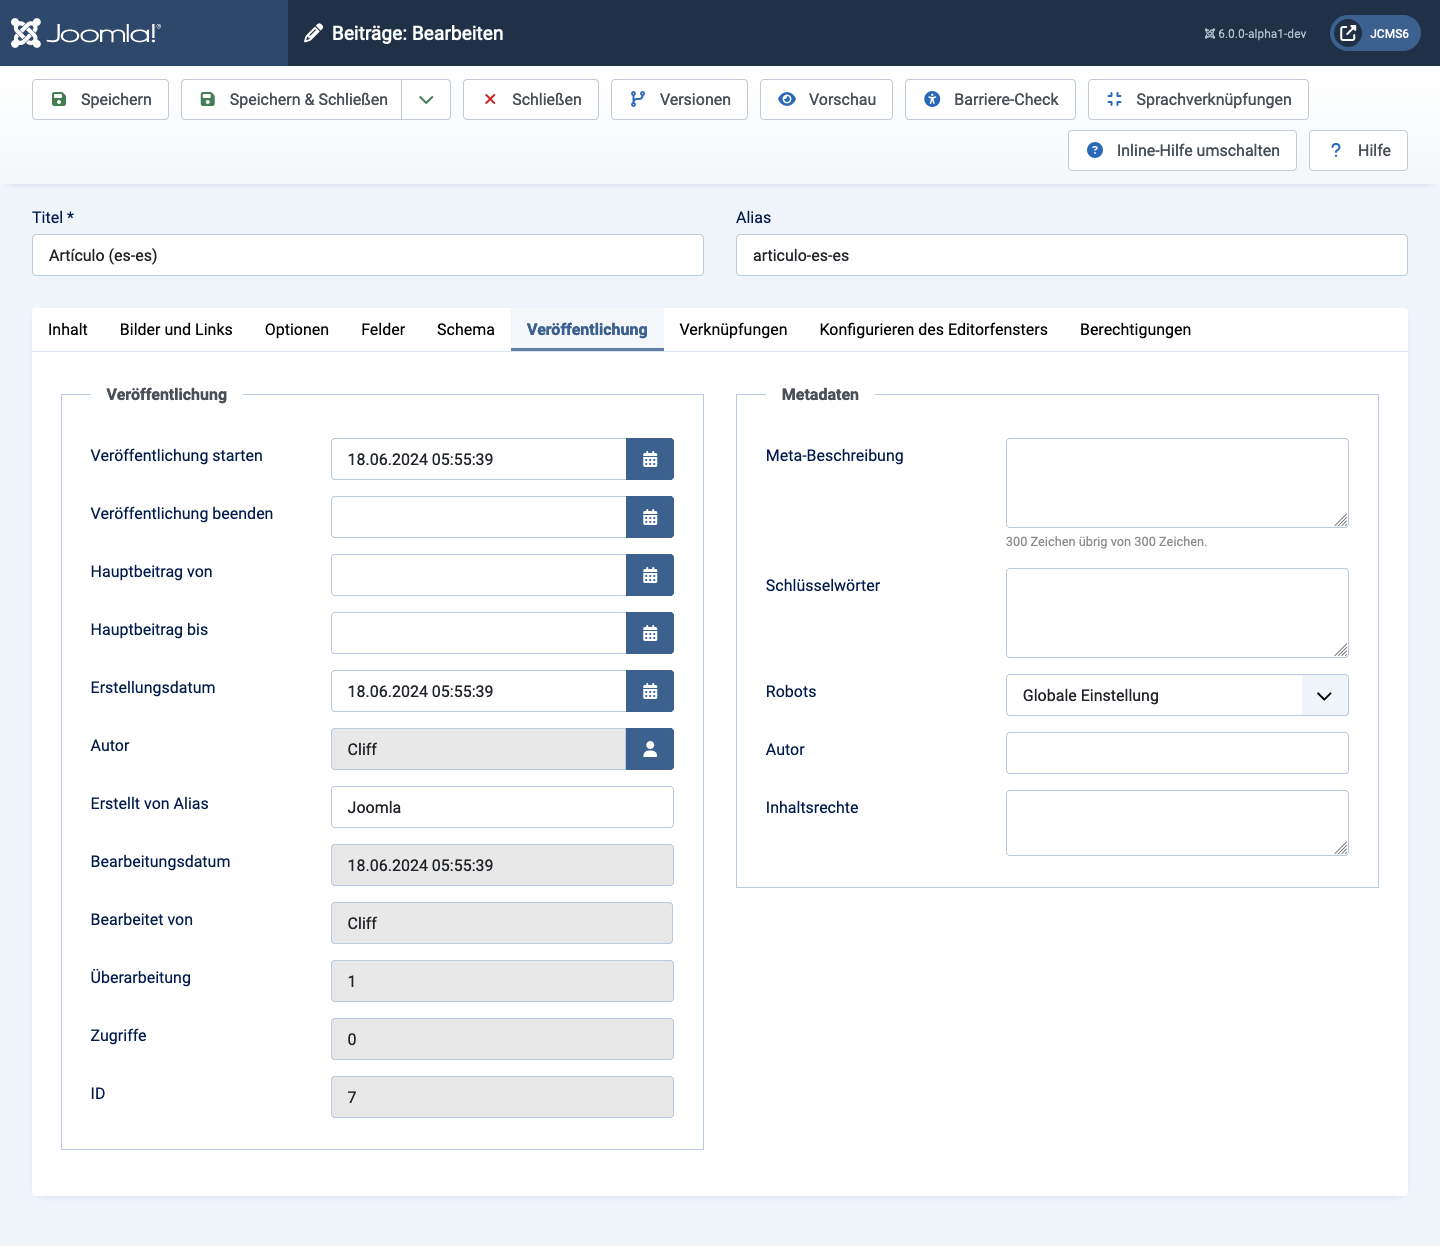 Joomla!®
Beiträge: Bearbeiten
6.0.0-alpha1-dev
JCMS6
Speichern
Speichern & Schließen
Schließen
Versionen
Vorschau
Barriere-Check
Sprachverknüpfungen
Inline-Hilfe umschalten
Hilfe
Titel *
Artículo (es-es)
Alias
articulo-es-es
Inhalt
Bilder und Links
Optionen
Felder
Schema
Veröffentlichung
Verknüpfungen
Konfigurieren des Editorfensters
Berechtigungen
Veröffentlichung
Veröffentlichung starten
18.06.2024 05:55:39
Veröffentlichung beenden
Hauptbeitrag von
Hauptbeitrag bis
Erstellungsdatum
18.06.2024 05:55:39
Autor
Cliff
Erstellt von Alias
Joomla
Bearbeitungsdatum
18.06.2024 05:55:39
Bearbeitet von
Cliff
Überarbeitung
1
Zugriffe
0
ID
7
Metadaten
Meta-Beschreibung
300 Zeichen übrig von 300 Zeichen.
Schlüsselwörter
Robots
Globale Einstellung
Autor
Inhaltsrechte